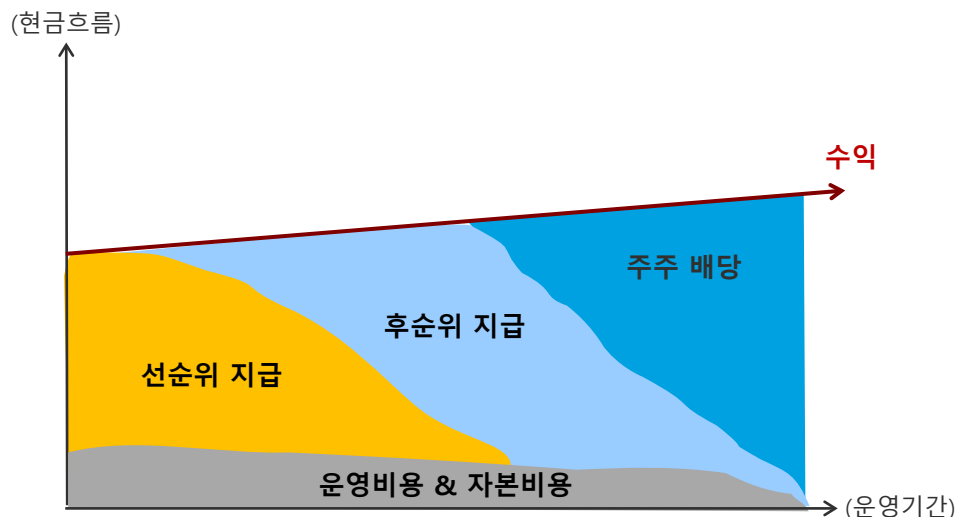 (현금흐름)
수익
주주 배당
후순위 지급
선순위 지급
운영비용 & 자본비용
(운영기간)